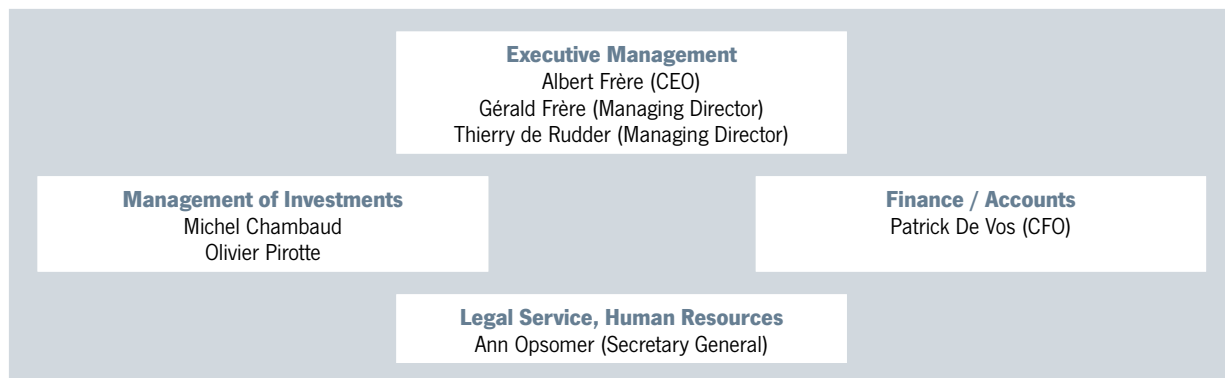 Executive Management
Albert Frère (CEO)
Gérald Frère (Managing Director)
Thierry de Rudder (Managing Director)
Management of Investments
Michel Chambaud
Olivier Pirotte
Finance / Accounts
Patrick De Vos (CFO)
Legal Service, Human Resources
Ann Opsomer (Secretary General)